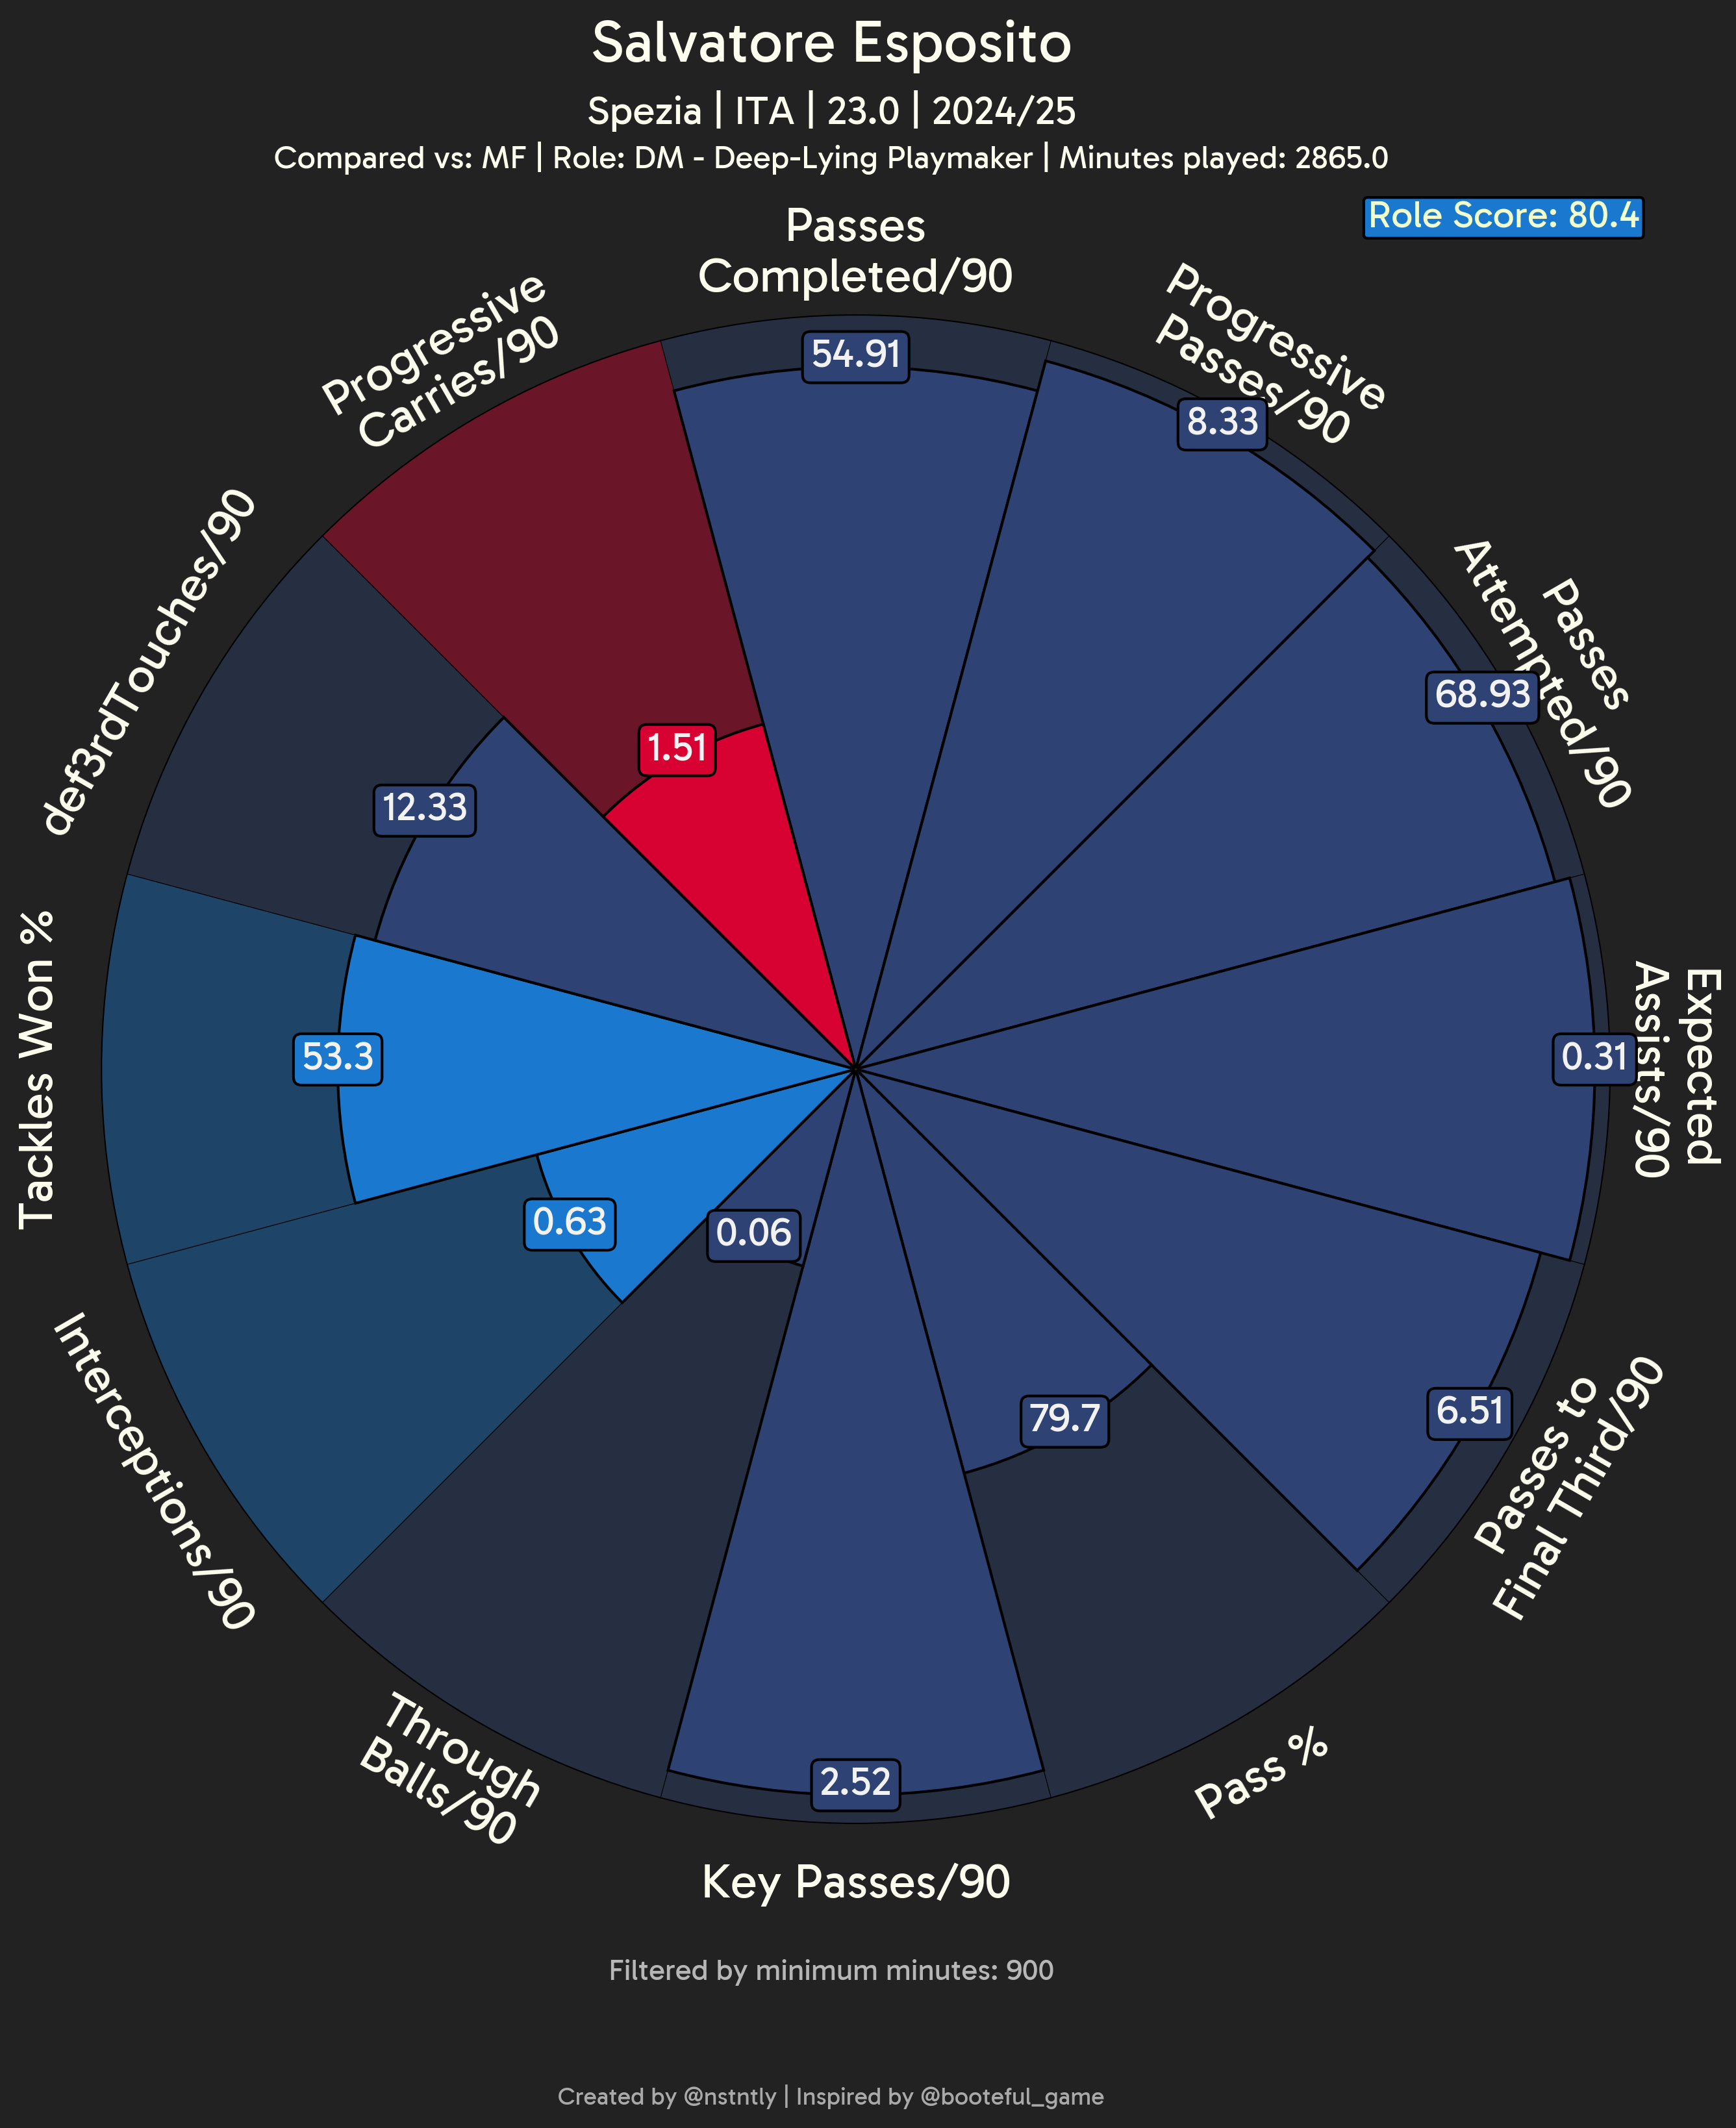 Salvatore Esposito
Spezia | ITA | 23.0 | 2024/25
Compared vs: MF | Role: DM - Deep-Lying Playmaker | Minutes played: 2865.0
Role Score: 80.4
Passes
Completed/90
54.91
Progressive
Passes/90
8.33
Passes
Attempted/90
68.93
Expected
Assists/90
0.31
Passes to
Final Third/90
6.51
Pass %
79.7
Key Passes/90
2.52
Through
Balls/90
0.06
Interceptions/90
0.63
Tackles Won %
53.3
def3rdTouches/90
12.33
Progressive
Carries/90
1.51
Filtered by minimum minutes: 900
Created by @nstntly | Inspired by @booteful_game